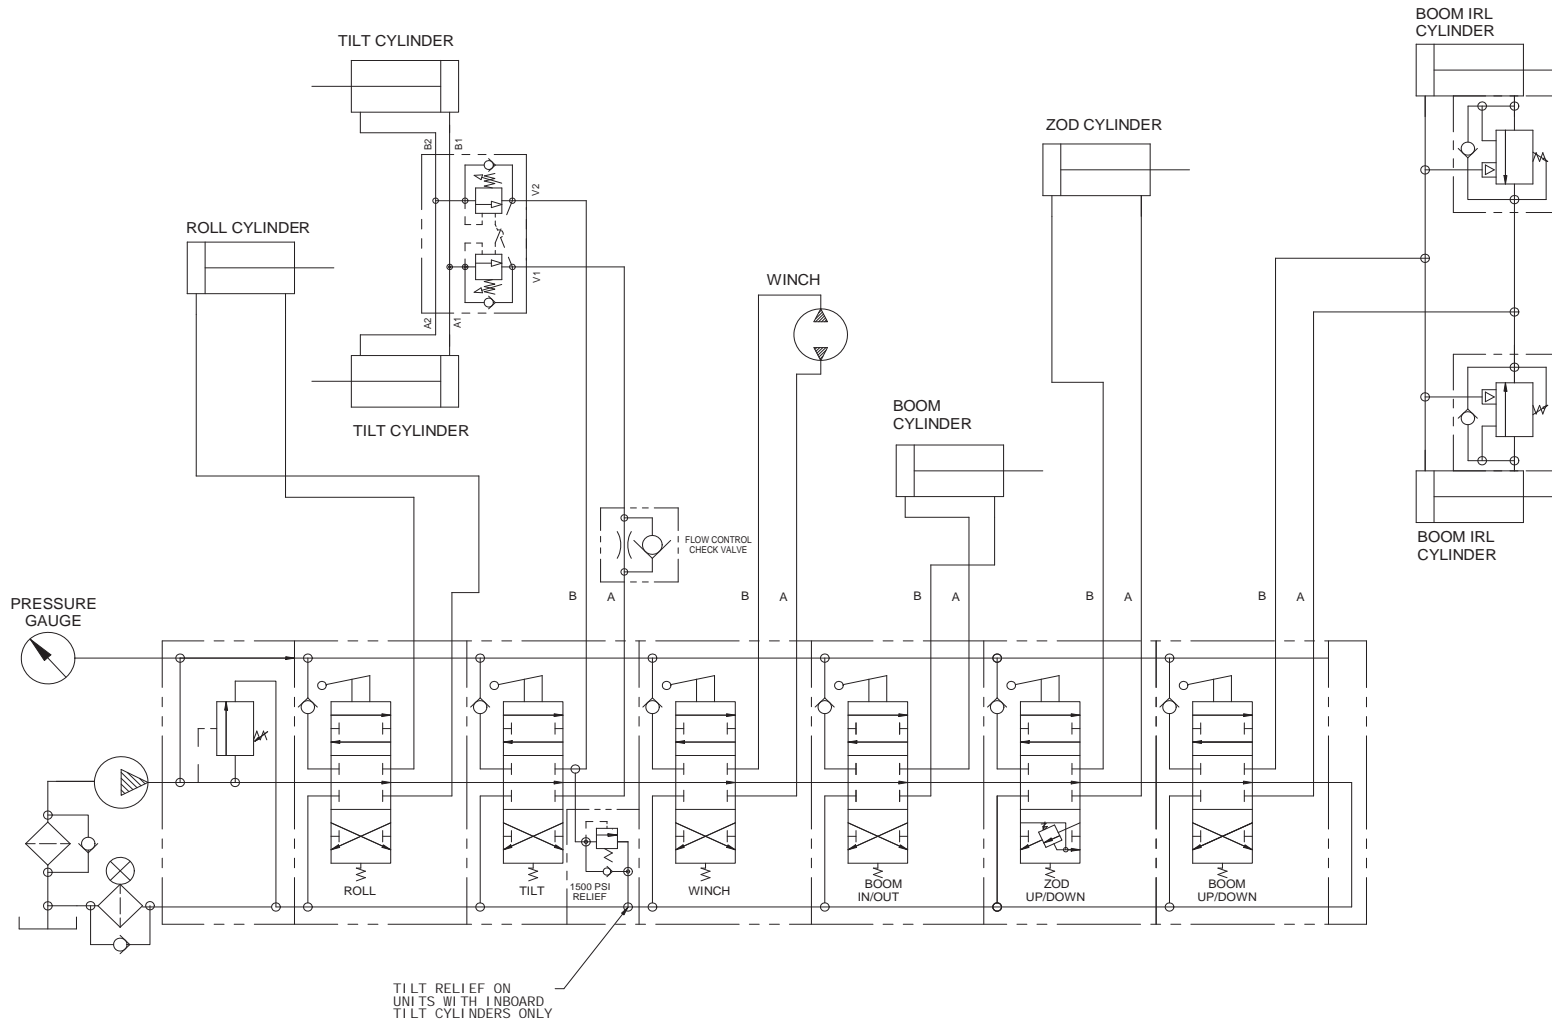 BOOM IRL
CYLINDER
TILT CYLINDER
ZOD CYLINDER
B2
B1
V2
ROLL CYLINDER
V1
WINCH
A2
A1
BOOM
CYLINDER
TILT CYLINDER
FLOW CONTROL
CHECK VALVE
BOOM IRL
CYLINDER
PRESSURE
GAUGE
B
A
B
A
B
A
B
A
B
A
ROLL
TILT
1500 PSI
RELIEF
WINCH
BOOM
IN/OUT
ZOD
UP/DOWN
BOOM
UP/DOWN
TILT RELIEF ON
UNITS WITH INBOARD
TILT CYLINDERS ONLY